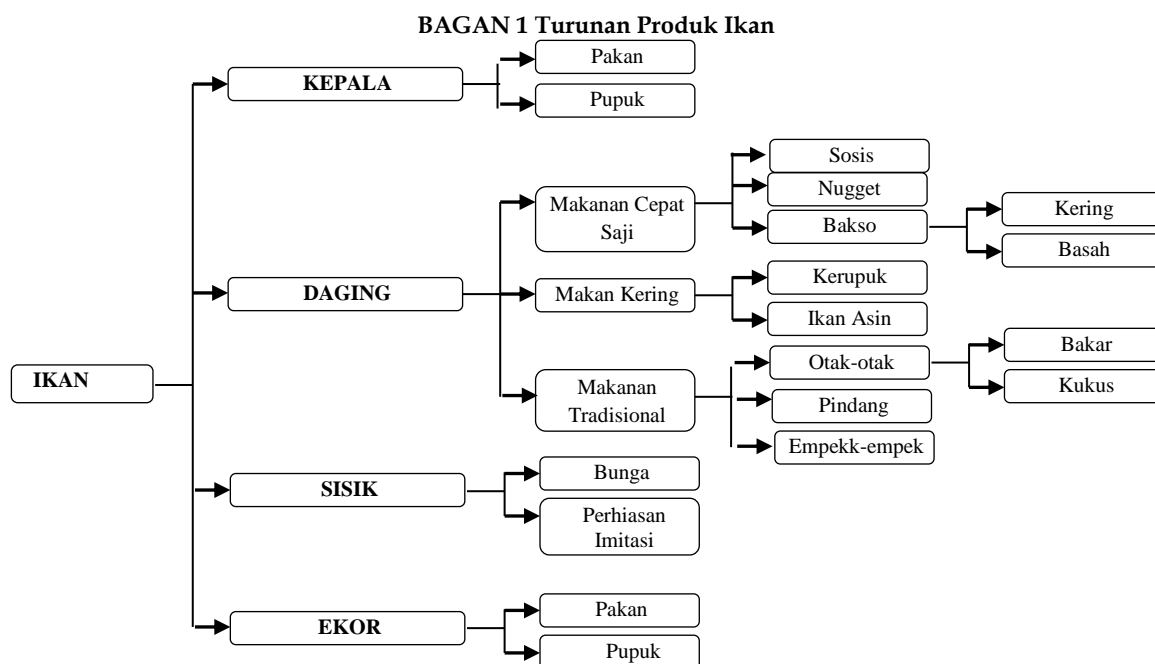 BAGAN 1 Turunan Produk Ikan
IKAN
KEPALA
Pakan
Pupuk
DAGING
Makanan Cepat
Saji
Sosis
Nugget
Bakso
Kering
Basah
Makan Kering
Kerupuk
Ikan Asin
Makanan
Tradisional
Otak-otak
Bakar
Kukus
Pindang
Empekk-empek
SISIK
Bunga
Perhiasan
Imitasi
EKOR
Pakan
Pupuk